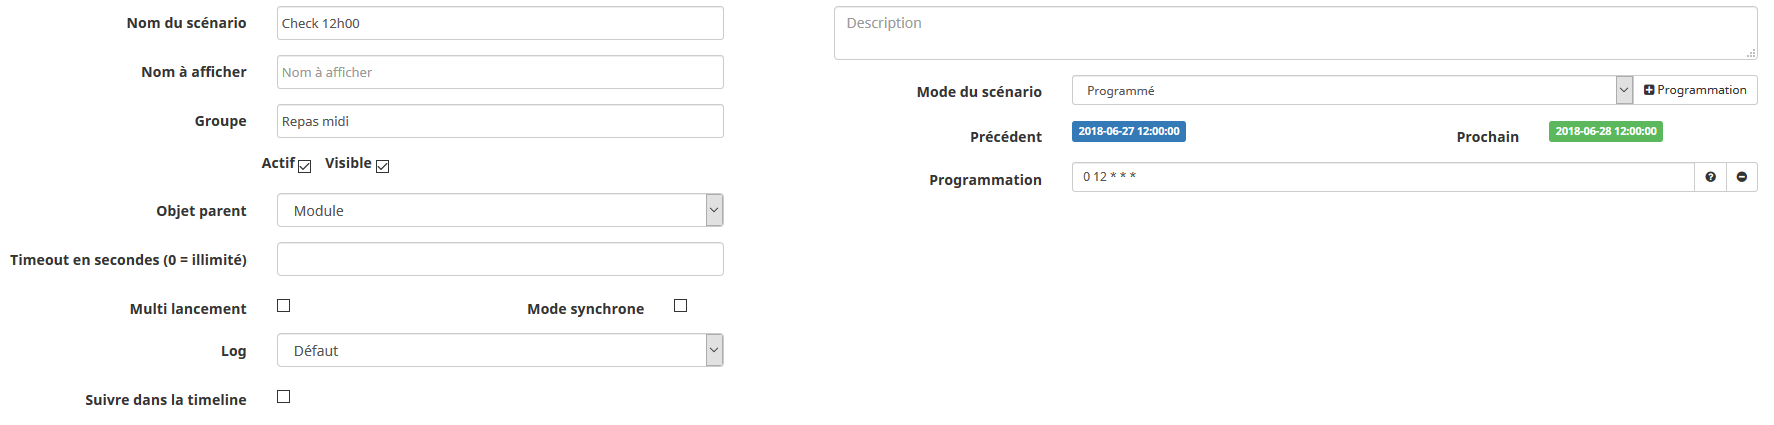 Nom du scénario Check 12h00
Nom à afficher Nom à afficher
Groupe Repas midi
Actif Visible
Objet parent Module
Timeout en secondes (0 = illimité)
Multi lancement Mode synchrone
Log Défaut
Suivre dans la timeline
Description
Mode du scénario Programmé Programmation
Précédent 2018-06-27 12:00:00 Prochain 2018-06-28 12:00:00
Programmation 0 12 * * *